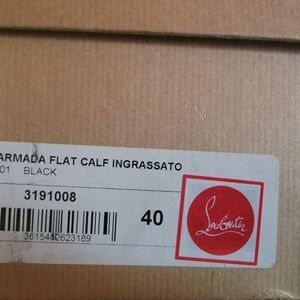 ARMADA FLAT CALF INGRASSATO
01 BLACK
3191008
40
Louboutin
3615482623189